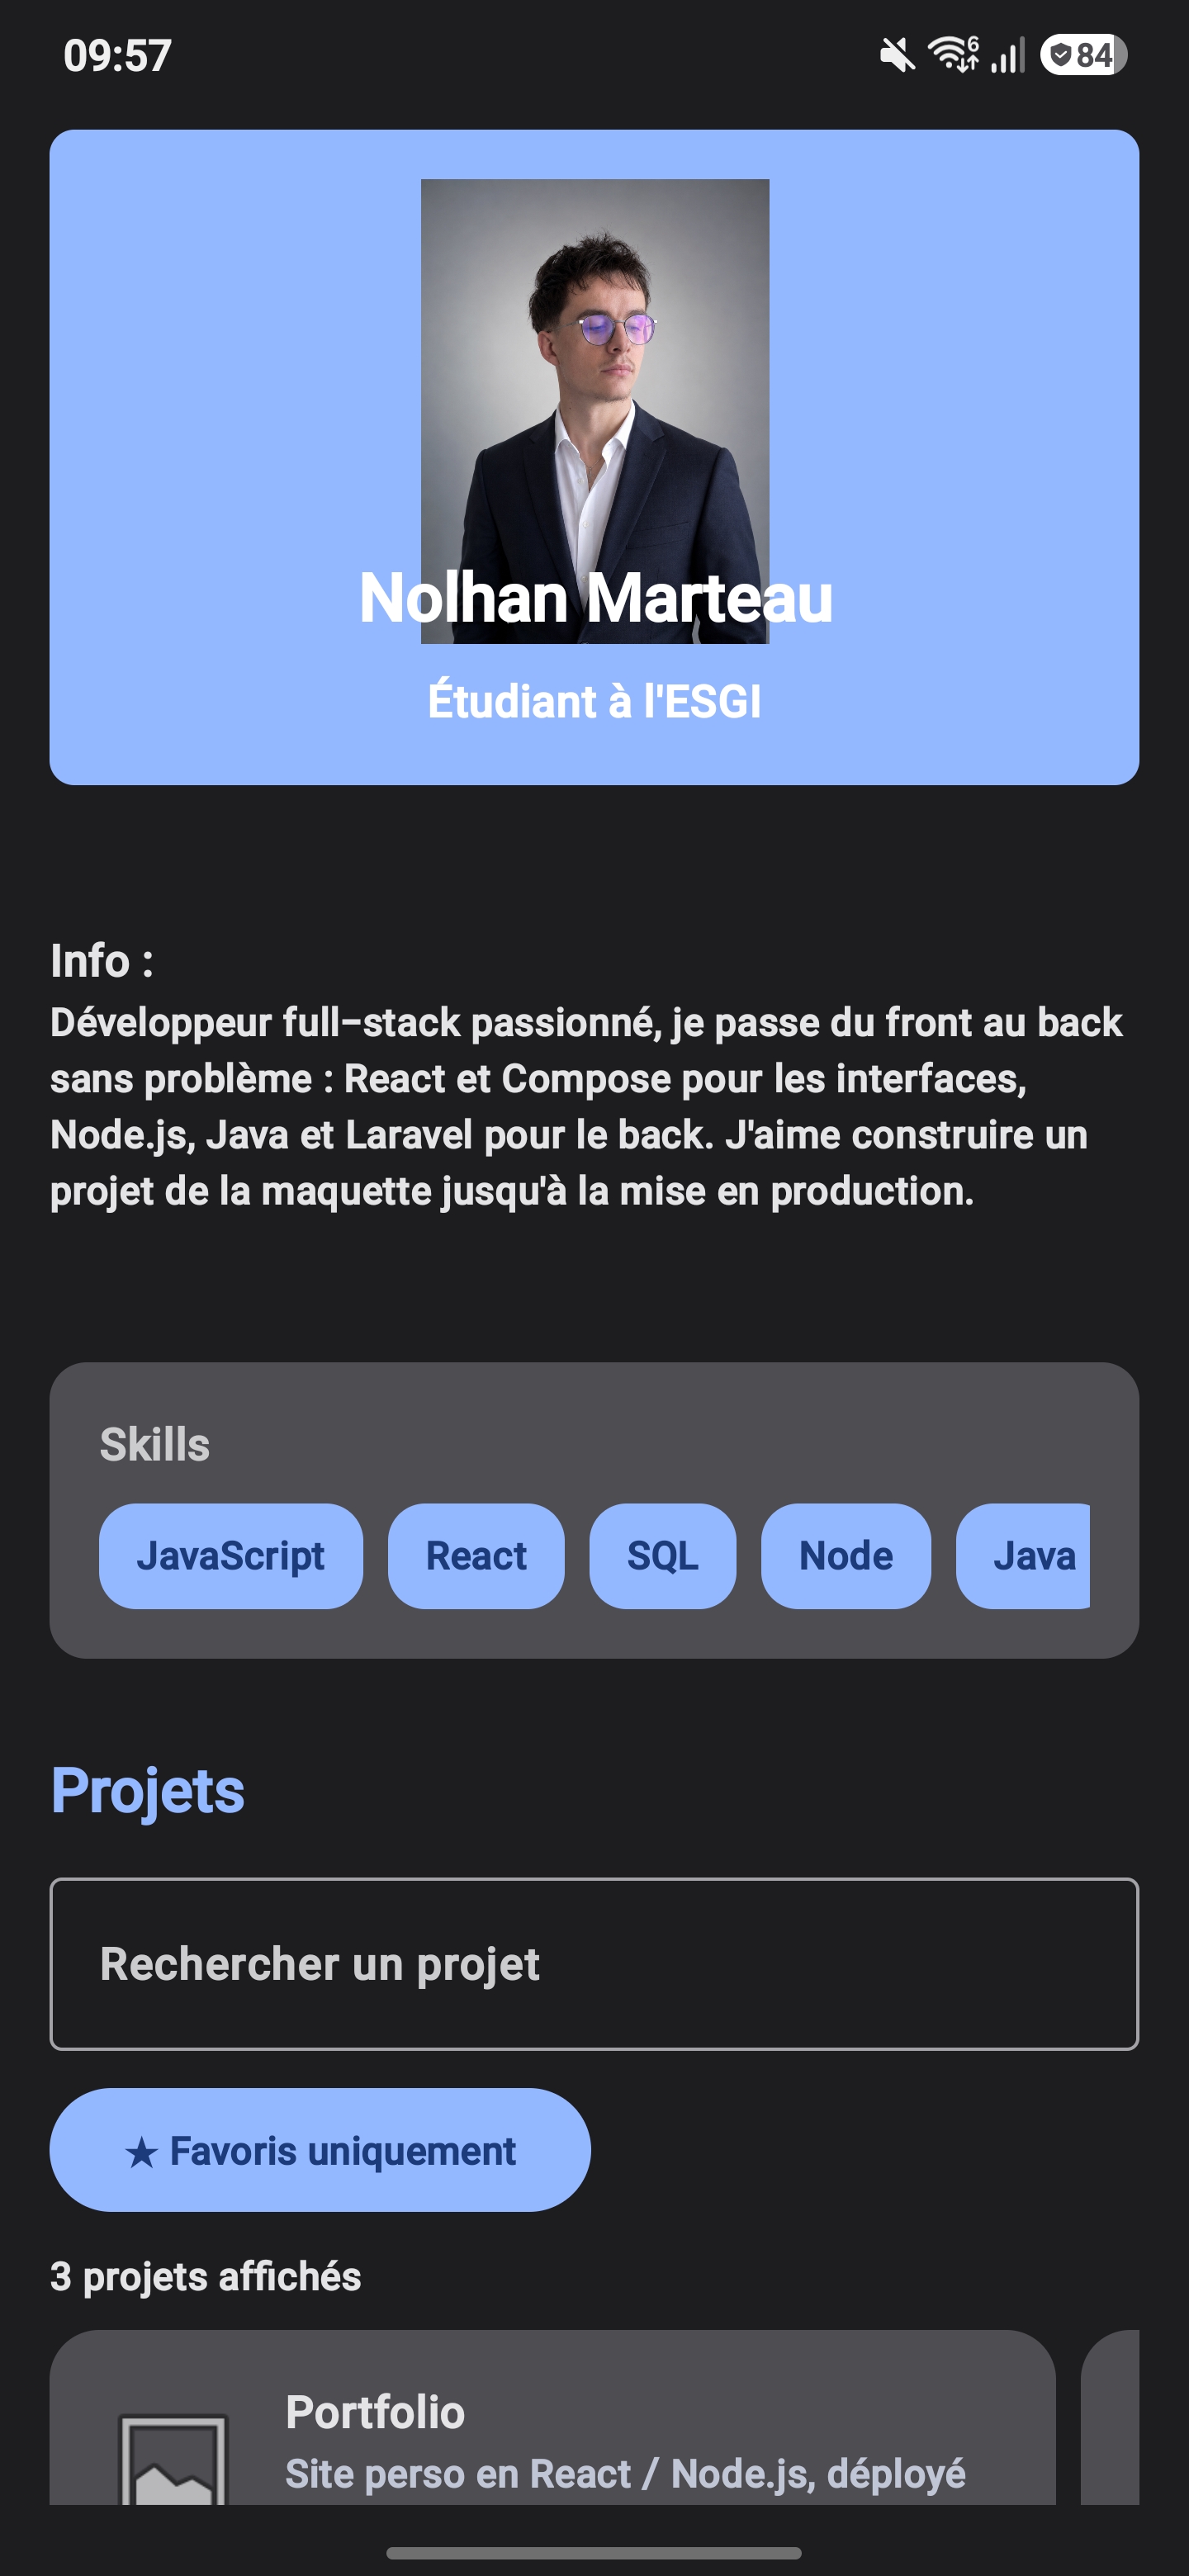 09:57
6
84
Nolhan Marteau
Étudiant à l'ESGI
Info :
Développeur full-stack passionné, je passe du front au back
sans problème : React et Compose pour les interfaces,
Node.js, Java et Laravel pour le back. J'aime construire un
projet de la maquette jusqu'à la mise en production.
Skills
JavaScript React SQL Node Java
Projets
Rechercher un projet
★ Favoris uniquement
3 projets affichés
Portfolio
Site perso en React / Node.js, déployé